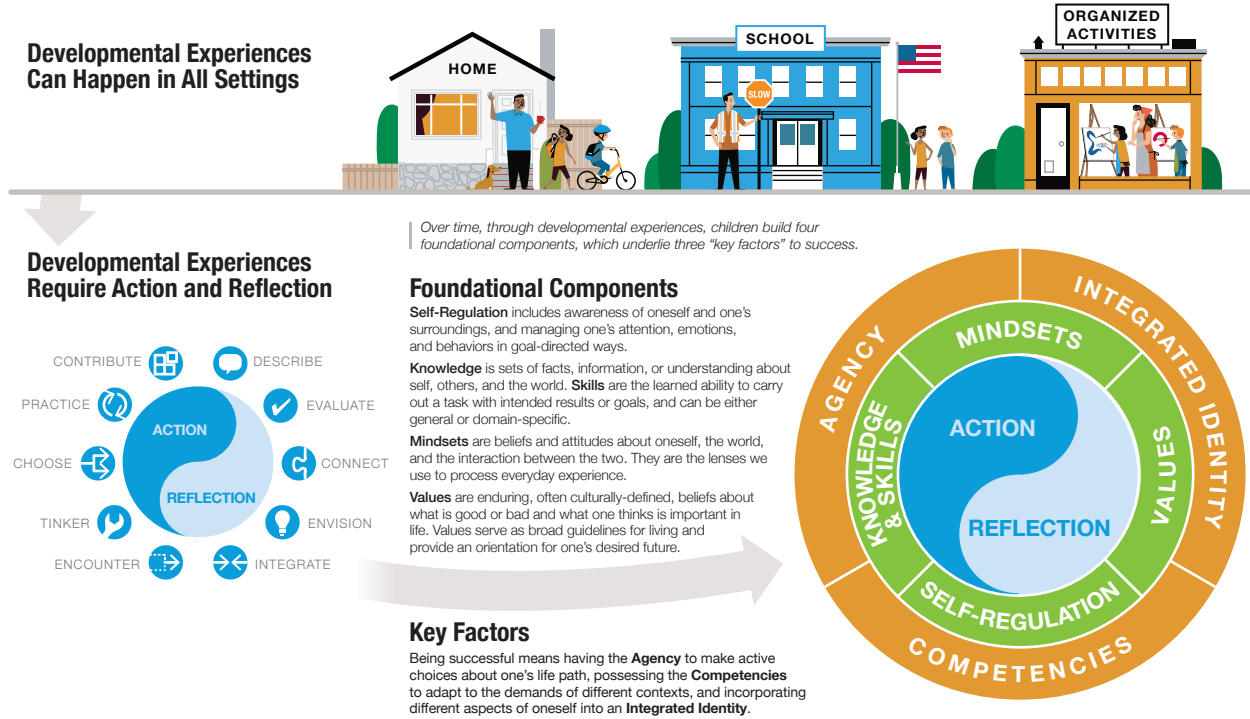 Developmental Experiences
Can Happen in All Settings
HOME
SCHOOL
SLOW
ORGANIZED
ACTIVITIES
Over time, through developmental experiences, children build four
foundational components, which underlie three “key factors” to success.
Developmental Experiences
Require Action and Reflection
CONTRIBUTE
DESCRIBE
PRACTICE
EVALUATE
CHOOSE
CONNECT
TINKER
ENVISION
ENCOUNTER
INTEGRATE
ACTION
REFLECTION
Foundational Components
Self-Regulation includes awareness of oneself and one’s
surroundings, and managing one’s attention, emotions,
and behaviors in goal-directed ways.
Knowledge is sets of facts, information, or understanding about
self, others, and the world. Skills are the learned ability to carry
out a task with intended results or goals, and can be either
general or domain-specific.
Mindsets are beliefs and attitudes about oneself, the world,
and the interaction between the two. They are the lenses we
use to process everyday experience.
Values are enduring, often culturally-defined, beliefs about
what is good or bad and what one thinks is important in
life. Values serve as broad guidelines for living and
provide an orientation for one’s desired future.
Key Factors
Being successful means having the Agency to make active
choices about one’s life path, possessing the Competencies
to adapt to the demands of different contexts, and incorporating
different aspects of oneself into an Integrated Identity.
AGENCY
INTEGRATED IDENTITY
COMPETENCIES
MINDSETS
VALUES
SELF-REGULATION
KNOWLEDGE
& SKILLS
ACTION
REFLECTION